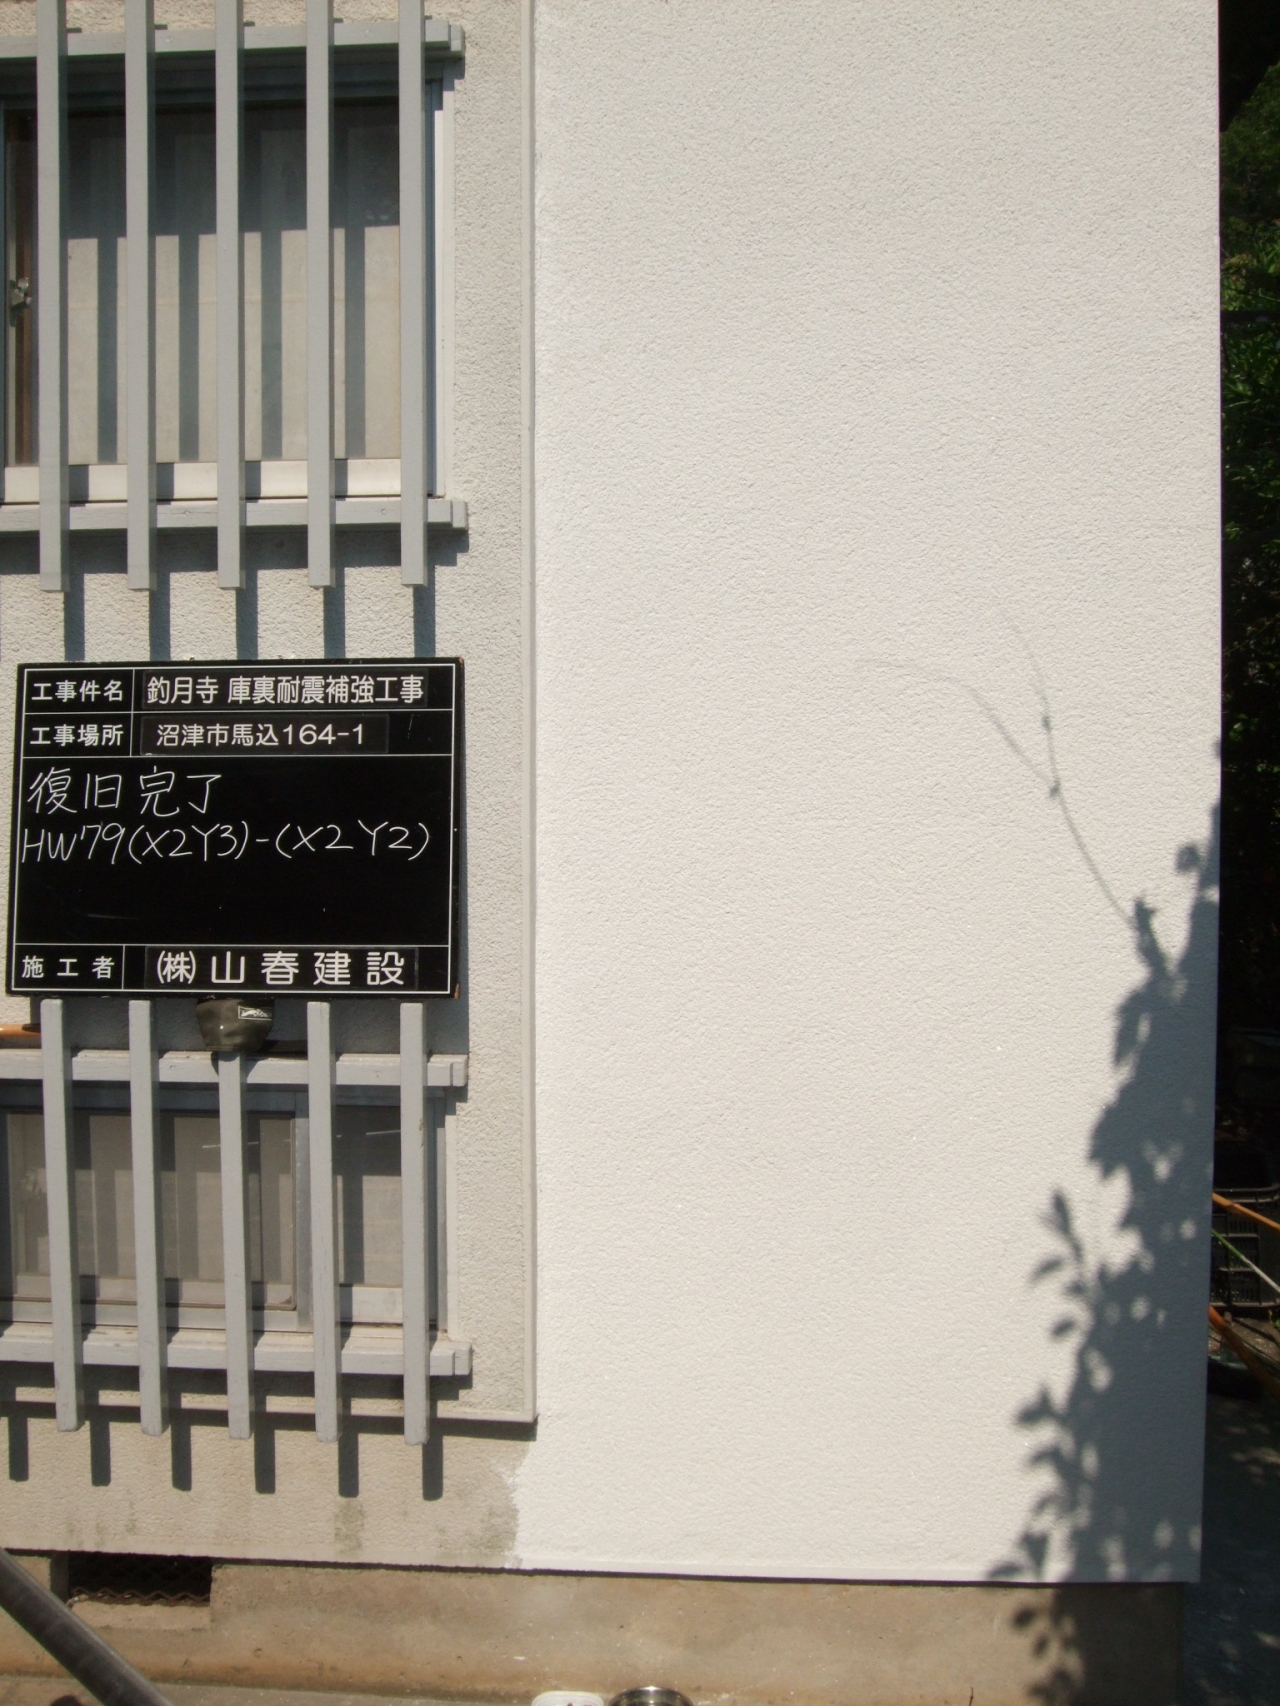 工事件名 釣月寺 庫裏耐震補強工事
工事場所 沼津市馬込164-1
復旧完了
HW79(X2Y3)-(X2Y2)
施工者 ㈱山春建設